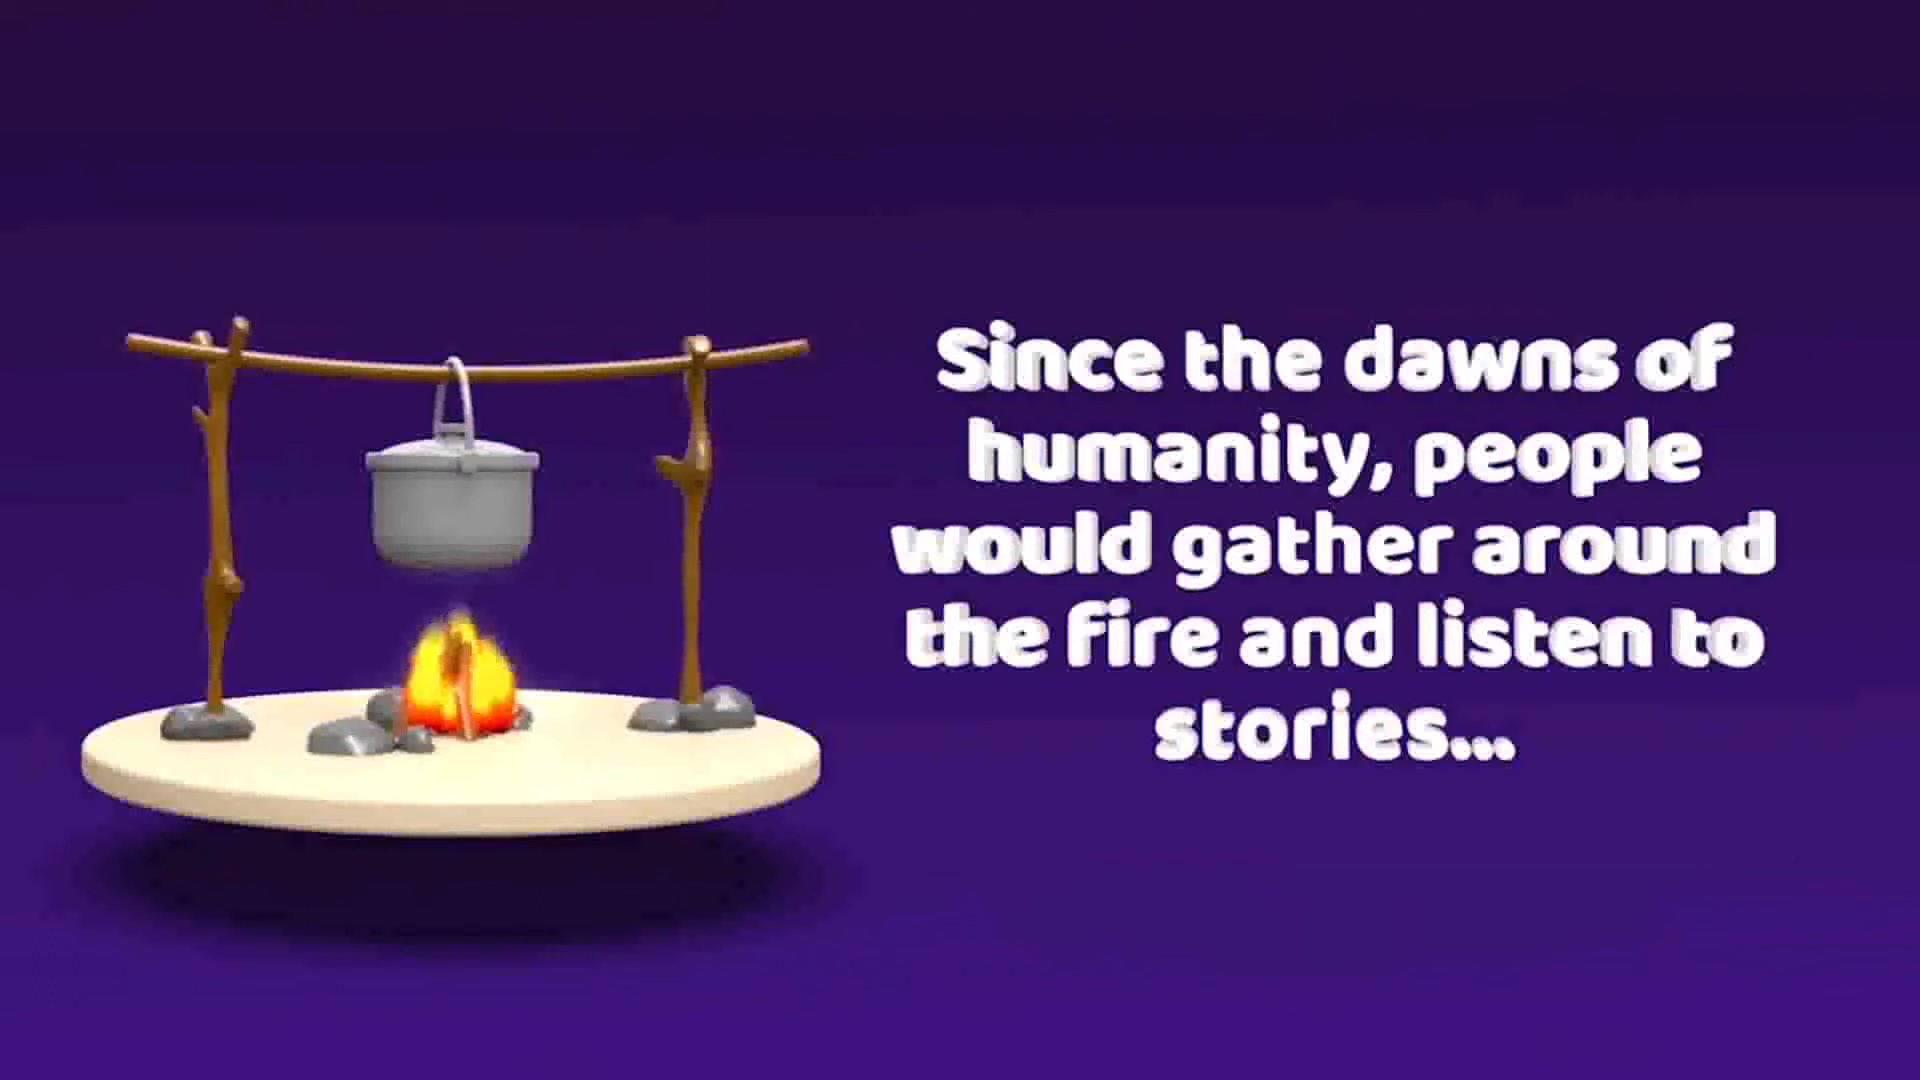 Since the dawns of
humanity, people
would gather around
the fire and listen to
stories...